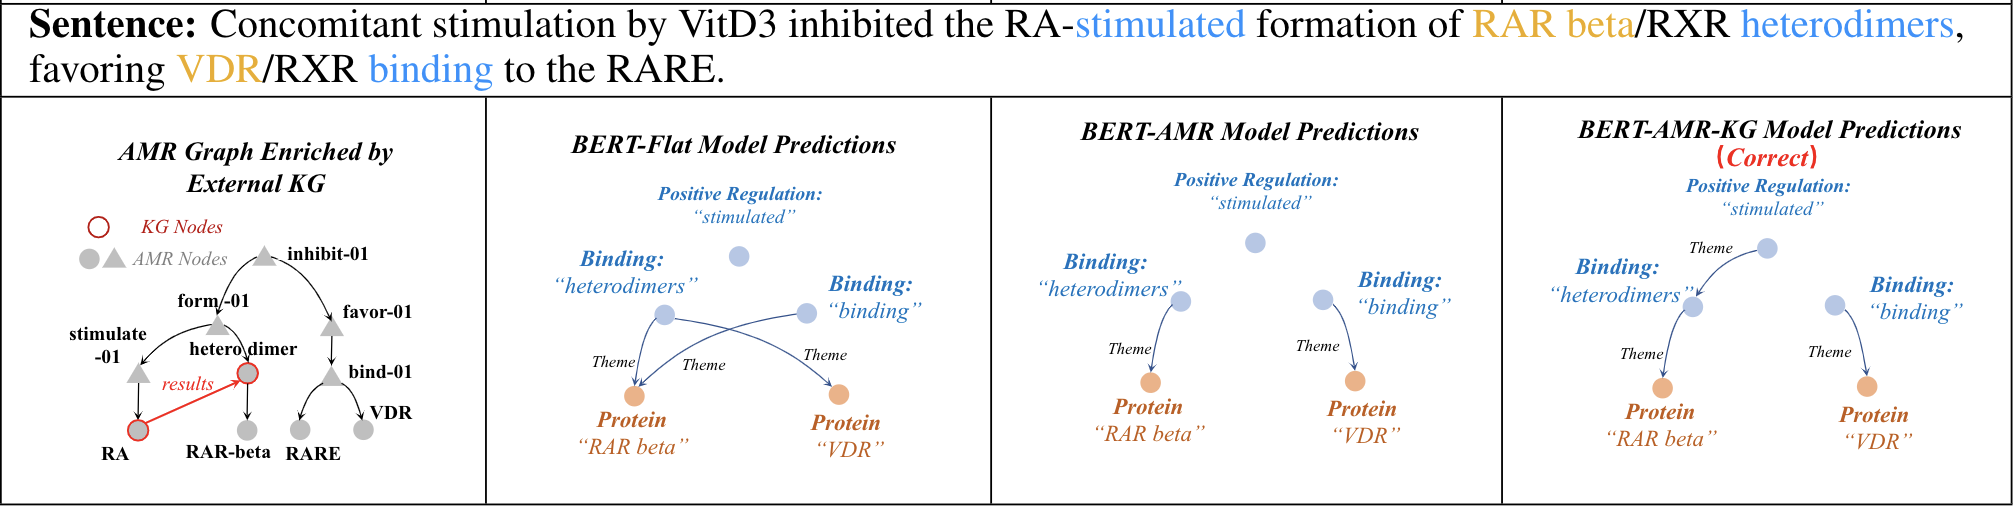 Sentence: Concomitant stimulation by VitD3 inhibited the RA-stimulated formation of RAR beta/RXR heterodimers,
favoring VDR/RXR binding to the RARE.
AMR Graph Enriched by
External KG
KG Nodes
AMR Nodes
inhibit-01
form-01
favor-01
stimulate
-01
hetero dimer
results
bind-01
VDR
RA
RAR-beta
RARE
BERT-Flat Model Predictions
Positive Regulation:
“stimulated”
Binding:
“heterodimers”
Binding:
“binding”
Theme
Theme
Theme
Protein
“RAR beta”
Protein
“VDR”
BERT-AMR Model Predictions
Positive Regulation:
“stimulated”
Binding:
“heterodimers”
Binding:
“binding”
Theme
Theme
Protein
“RAR beta”
Protein
“VDR”
BERT-AMR-KG Model Predictions
(Correct)
Positive Regulation:
“stimulated”
Theme
Binding:
“heterodimers”
Binding:
“binding”
Theme
Theme
Protein
“RAR beta”
Protein
“VDR”